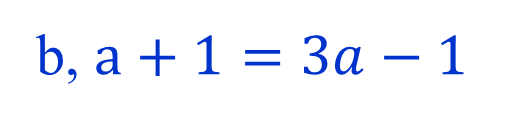 b, a + 1 = 3a − 1